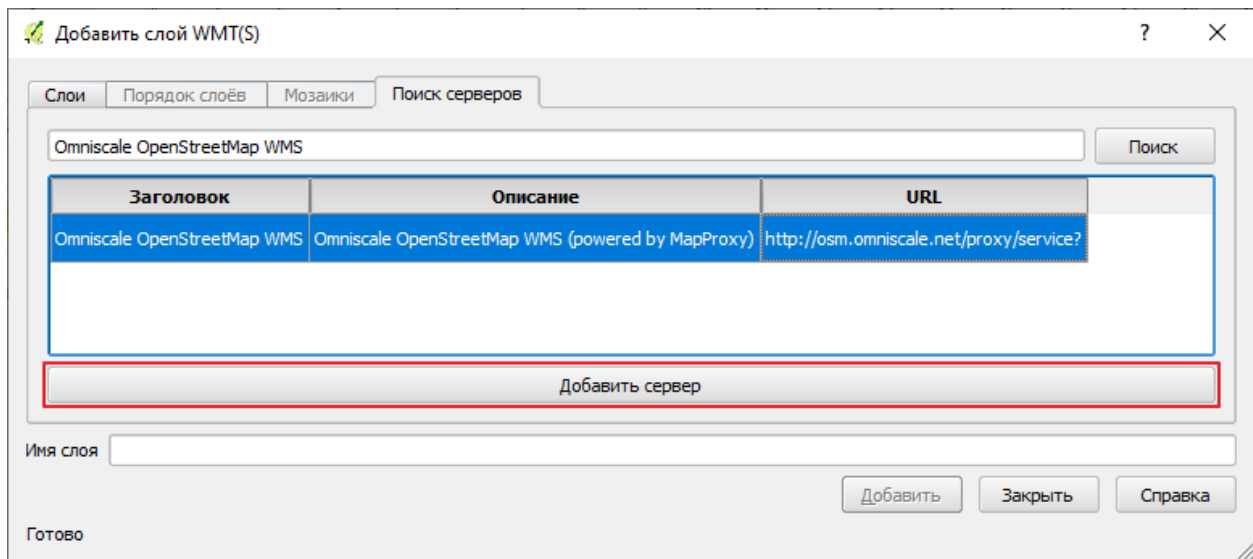 Добавить слой WMT(S)
?
Слои Порядок слоёв Мозаики Поиск серверов
Omniscale OpenStreetMap WMS Поиск
Заголовок Описание URL
Omniscale OpenStreetMap WMS Omniscale OpenStreetMap WMS (powered by MapProxy) http://osm.omniscale.net/proxy/service?
Добавить сервер
Имя слоя
Добавить Закрыть Справка
Готово